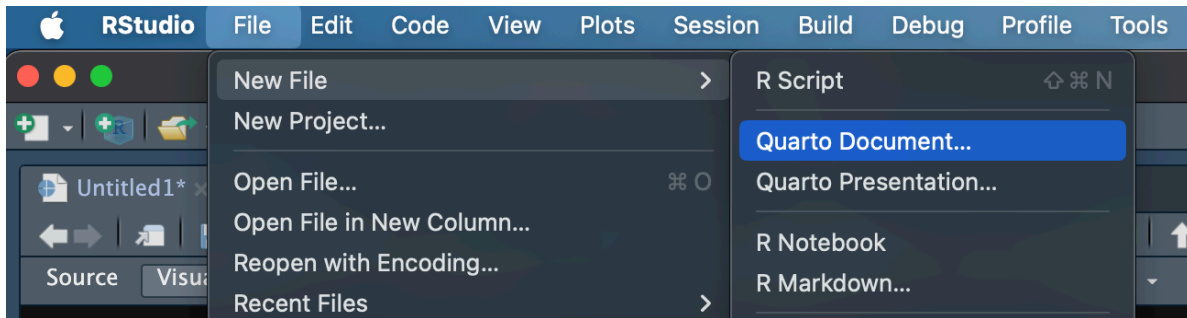 RStudio File Edit Code View Plots Session Build Debug Profile Tools
New File
New Project...
Open File... ⌘ O
Open File in New Column...
Reopen with Encoding...
Recent Files
R Script ⇧ ⌘ N
Quarto Document...
Quarto Presentation...
R Notebook
R Markdown...
Untitled1*
Source